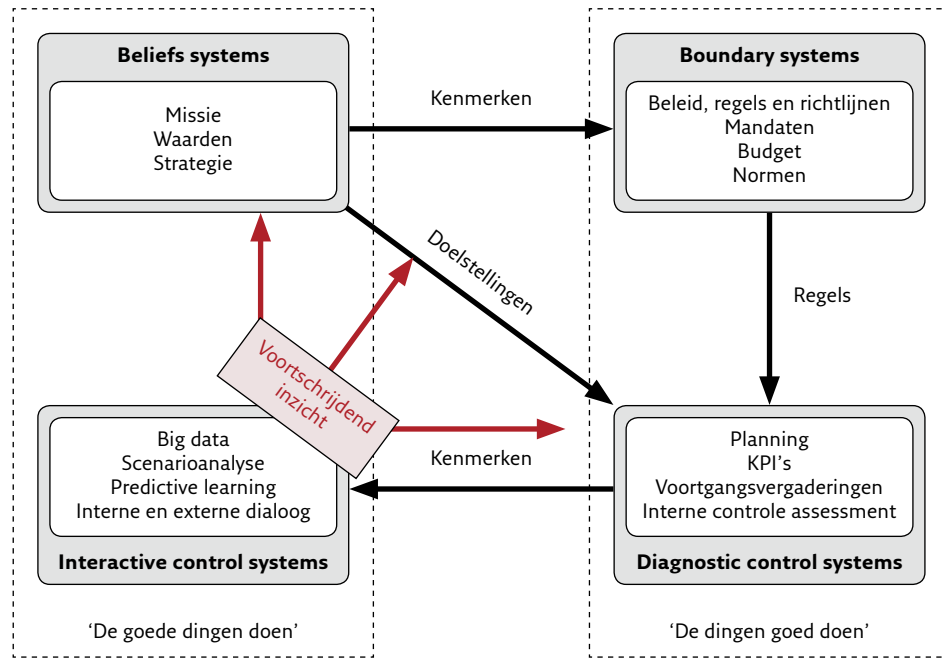 Beliefs systems
Missie
Waarden
Strategie
Kenmerken
Boundary systems
Beleid, regels en richtlijnen
Mandaten
Budget
Normen
Doelstellingen
Regels
Voortschrijdend
inzicht
Big data
Scenarioanalyse
Predictive learning
Interne en externe dialoog
Interactive control systems
Kenmerken
Planning
KPI's
Voortgangsvergaderingen
Interne controle assessment
Diagnostic control systems
‘De goede dingen doen’
‘De dingen goed doen’